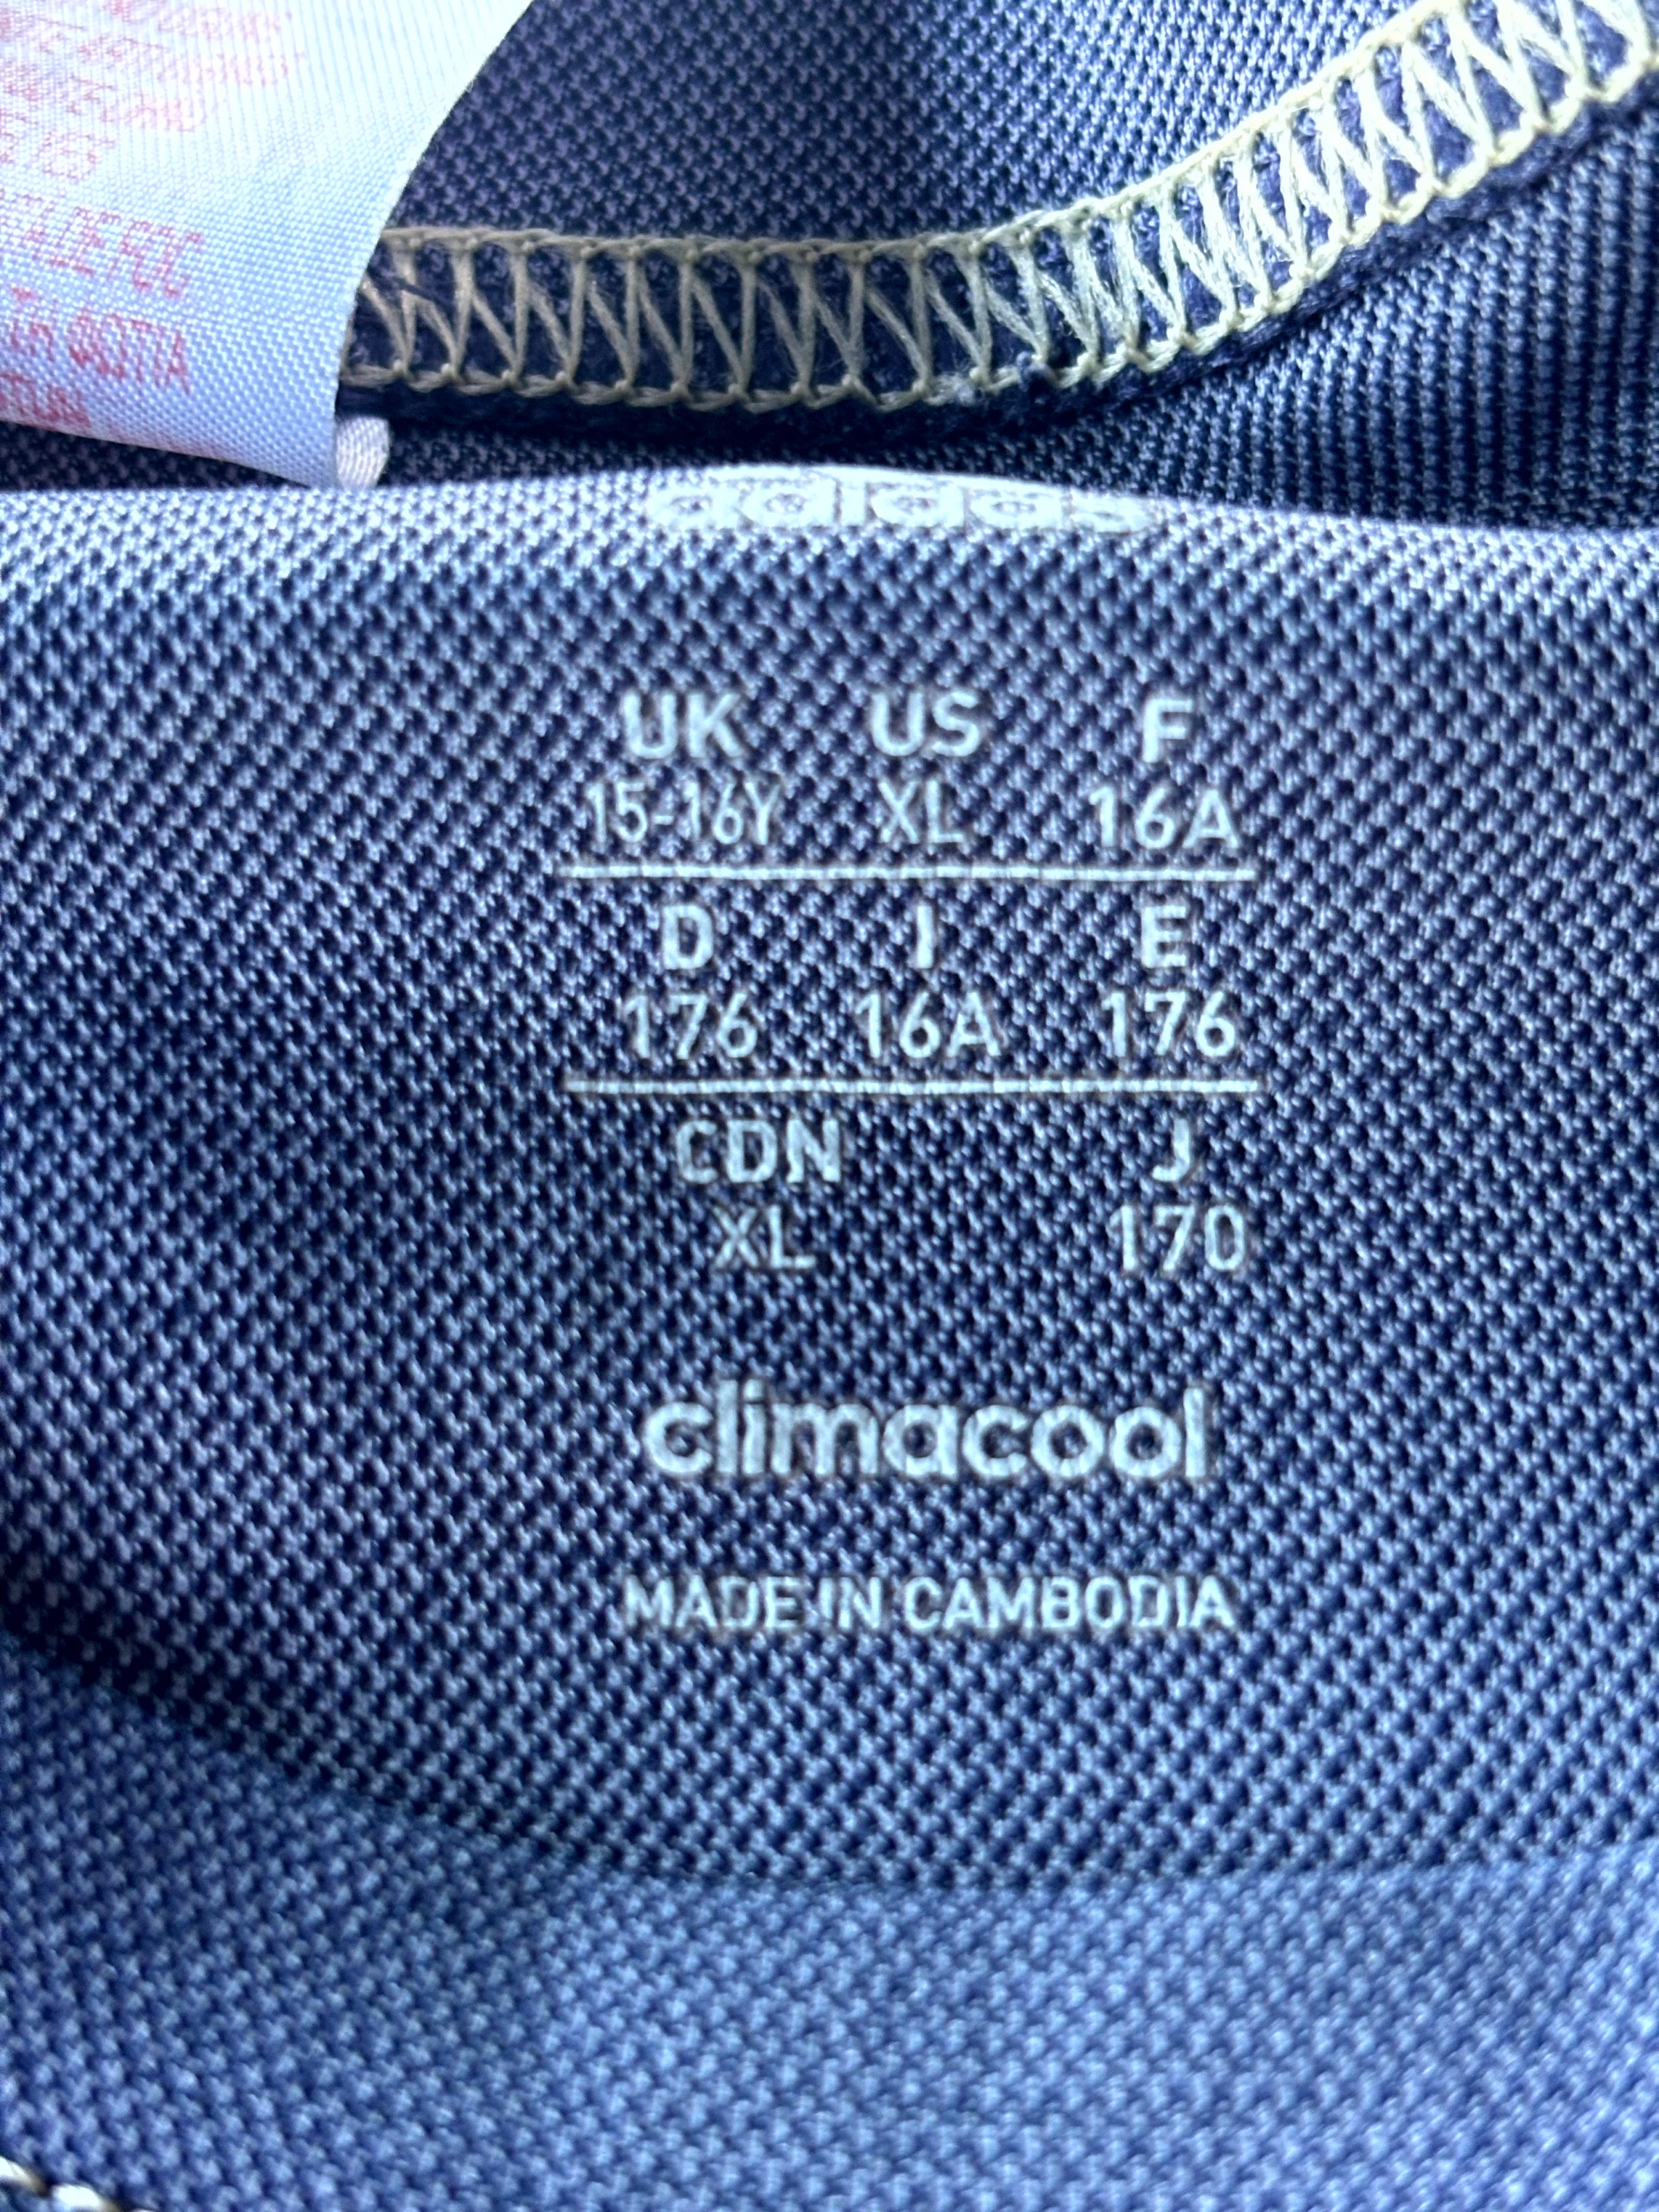 adidas
UK US F
15-16Y XL 16A
D I E
176 16A 176
CDN J
XL 170
climacool
MADE IN CAMBODIA